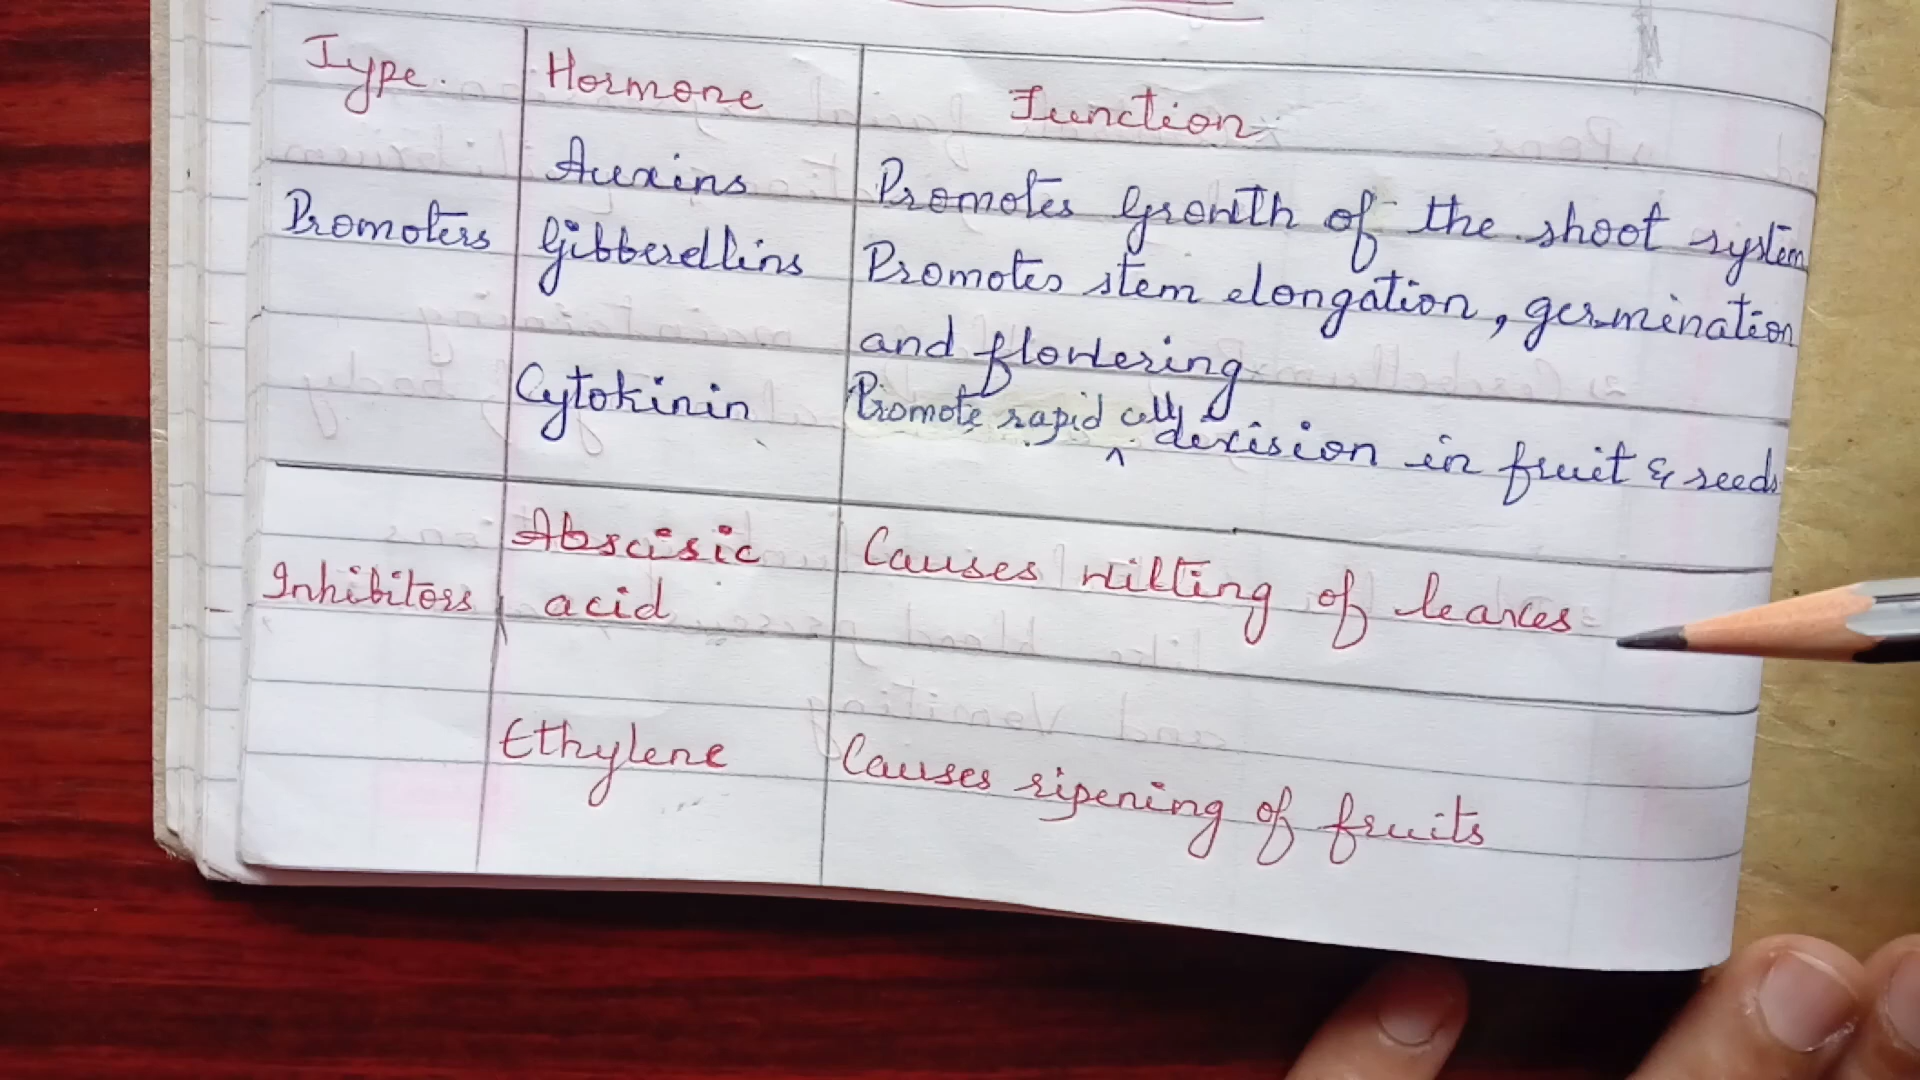 Type. Hormone Function:
Auxins Promotes growth of the shoot system
Promoters Gibberellins Promotes stem elongation, germination
and flowering
Cytokinin Promote rapid cell devision in fruit & seeds
Abscisic Causes wilting of leaves
Inhibitors acid
Ethylene Causes ripening of fruits